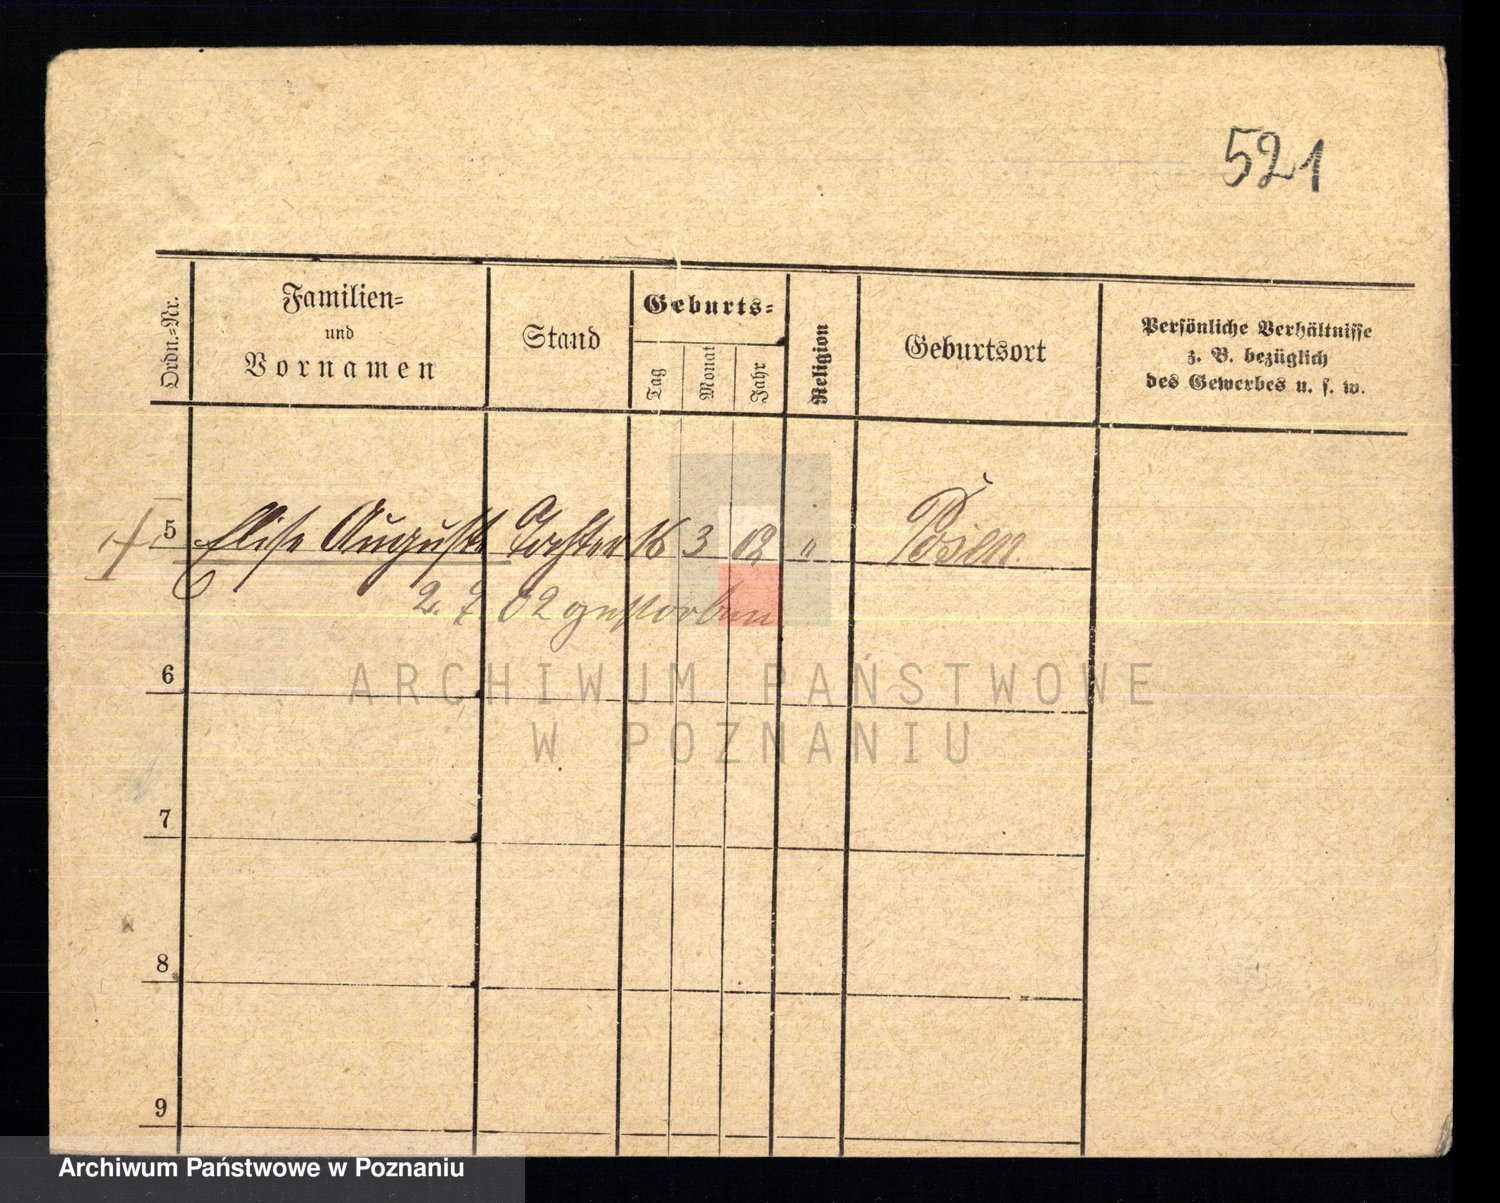 521
Ordn.-Nr.
Familien-
und
Vornamen
Stand
Geburts-
Tag
Monat
Jahr
Religion
Geburtsort
Persönliche Verhältnisse
z. B. bezüglich
des Gewerbes u. s. w.
5 Elise Auguste Tochter 16 3 02 " Posen.
2. 7. 02 gestorben
6
ARCHIWUM PAŃSTWOWE
W POZNANIU
7
8
9
Archiwum Państwowe w Poznaniu